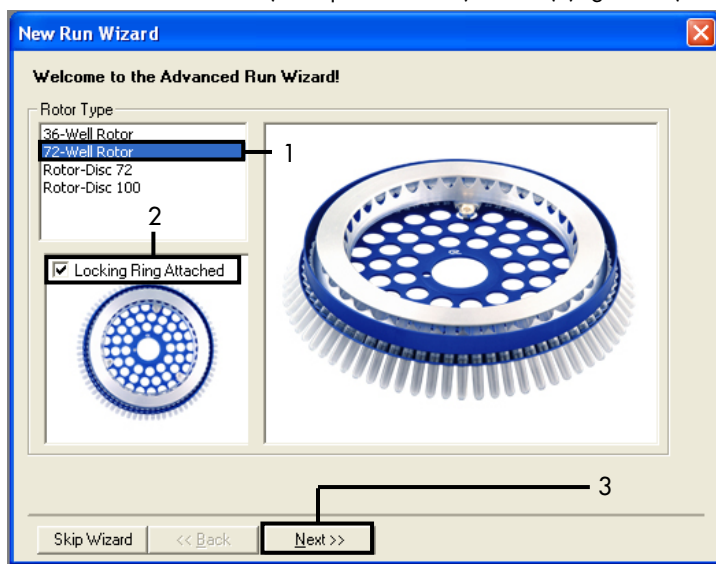 New Run Wizard
Welcome to the Advanced Run Wizard!
Rotor Type
36-Well Rotor
72-Well Rotor
Rotor-Disc 72
Rotor-Disc 100
1
2
Locking Ring Attached
3
Skip Wizard
<< Back
Next >>